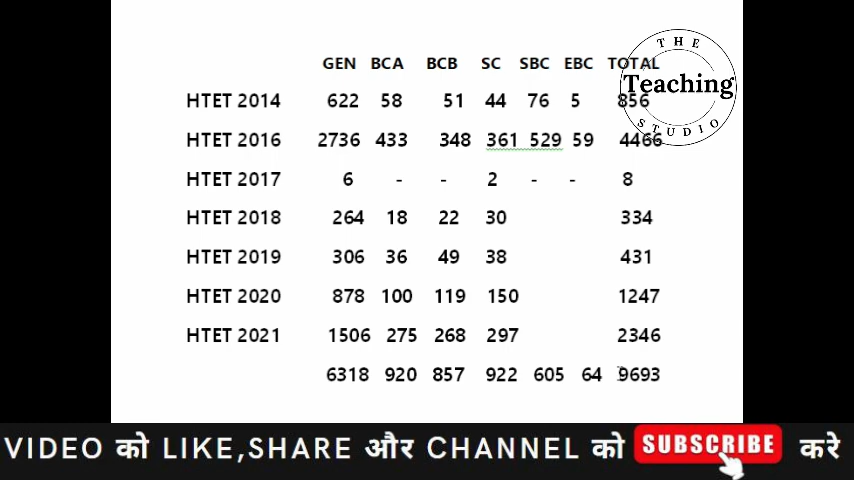 THE
Teaching
STUDIO
GEN BCA BCB SC SBC EBC TOTAL
HTET 2014 622 58 51 44 76 5 856
HTET 2016 2736 433 348 361 529 59 4466
HTET 2017 6 - - 2 - - 8
HTET 2018 264 18 22 30 334
HTET 2019 306 36 49 38 431
HTET 2020 878 100 119 150 1247
HTET 2021 1506 275 268 297 2346
6318 920 857 922 605 64 9693
VIDEO को LIKE,SHARE और CHANNEL को SUBSCRIBE करे